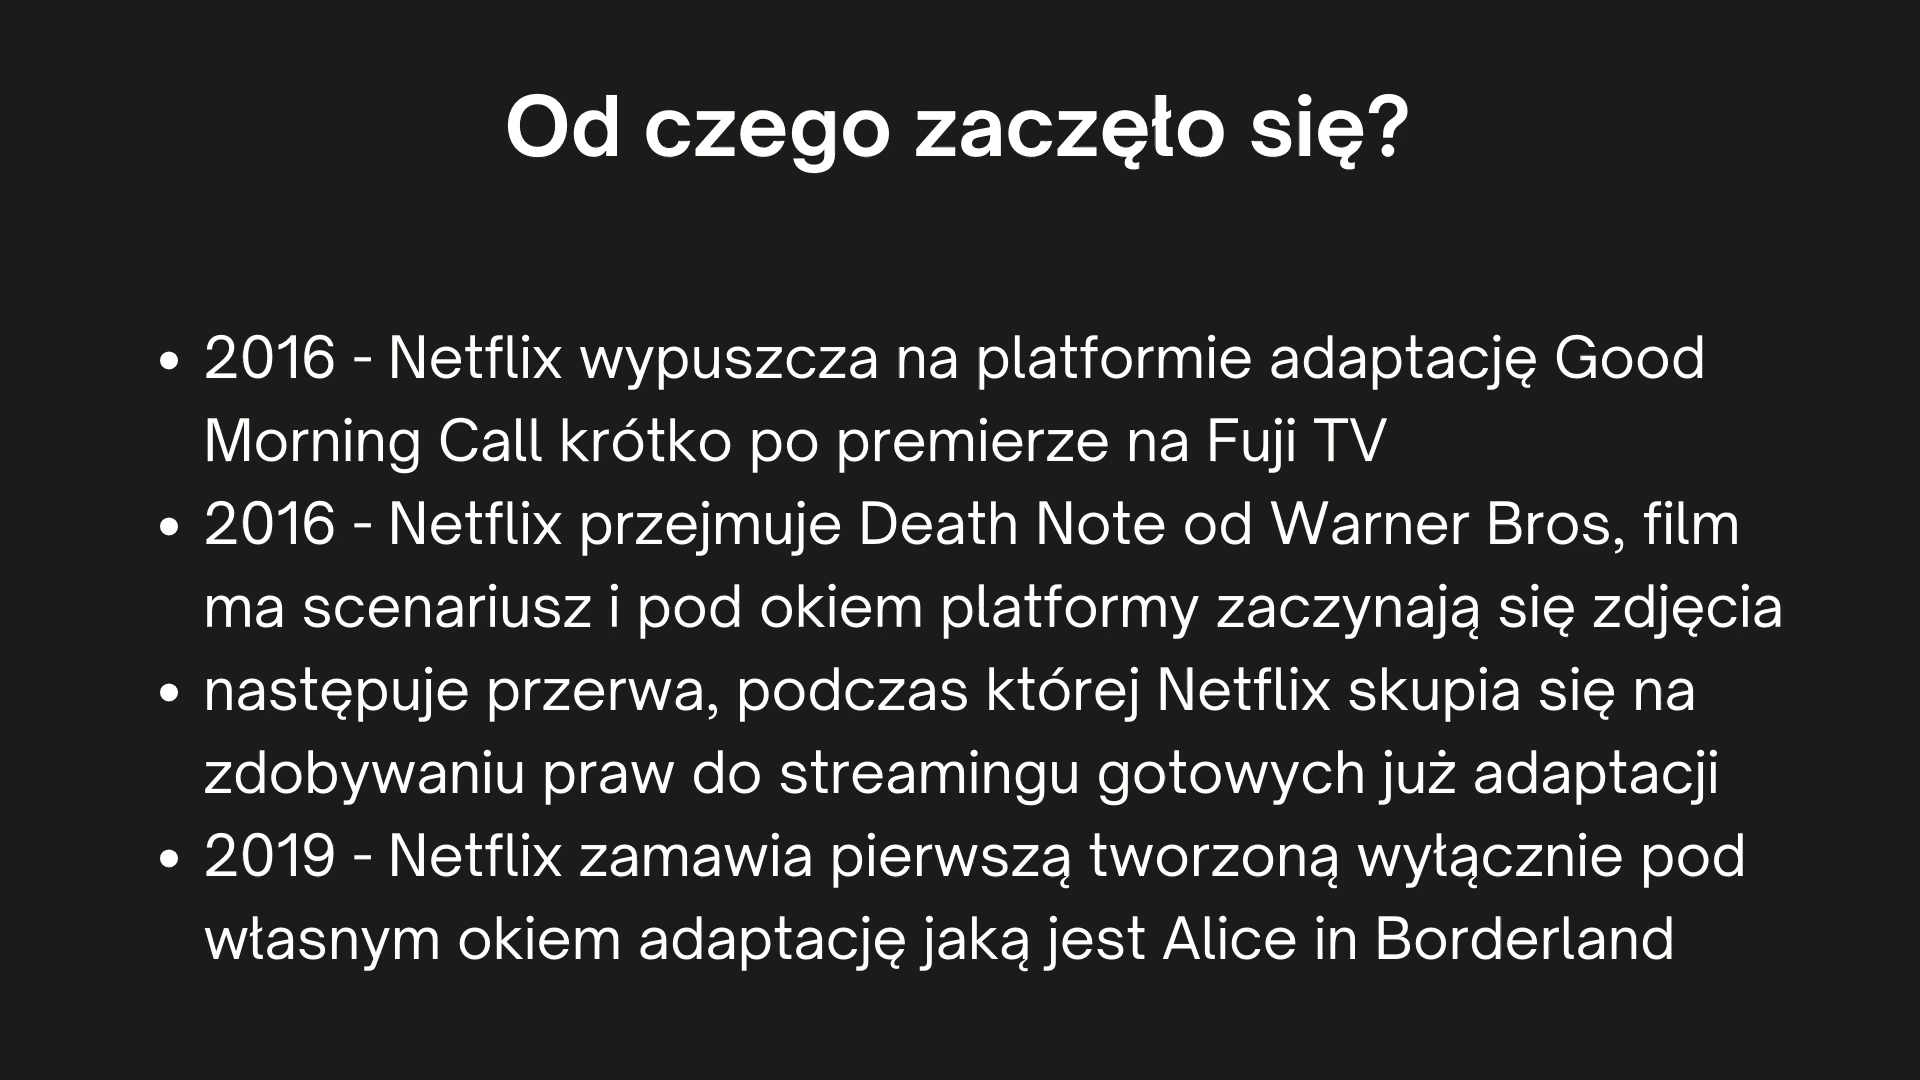 Od czego zaczęło się?
• 2016 - Netflix wypuszcza na platformie adaptację Good
Morning Call krótko po premierze na Fuji TV
• 2016 - Netflix przejmuje Death Note od Warner Bros, film
ma scenariusz i pod okiem platformy zaczynają się zdjęcia
• następuje przerwa, podczas której Netflix skupia się na
zdobywaniu praw do streamingu gotowych już adaptacji
• 2019 - Netflix zamawia pierwszą tworzoną wyłącznie pod
własnym okiem adaptację jaką jest Alice in Borderland